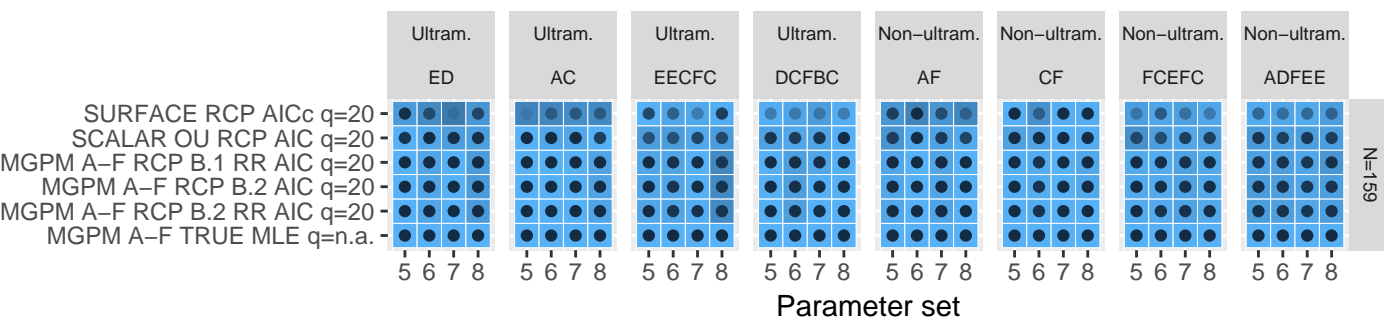 Ultram. Ultram. Ultram. Ultram. Non−ultram. Non−ultram. Non−ultram. Non−ultram.
ED AC EECFC DCFBC AF CF FCEFC ADFEE
SURFACE RCP AICc q=20
SCALAR OU RCP AIC q=20
MGPM A−F RCP B.1 RR AIC q=20
MGPM A−F RCP B.2 AIC q=20
MGPM A−F RCP B.2 RR AIC q=20
MGPM A−F TRUE MLE q=n.a.
N=159
5 6 7 8 5 6 7 8 5 6 7 8 5 6 7 8 5 6 7 8 5 6 7 8 5 6 7 8 5 6 7 8
Parameter set